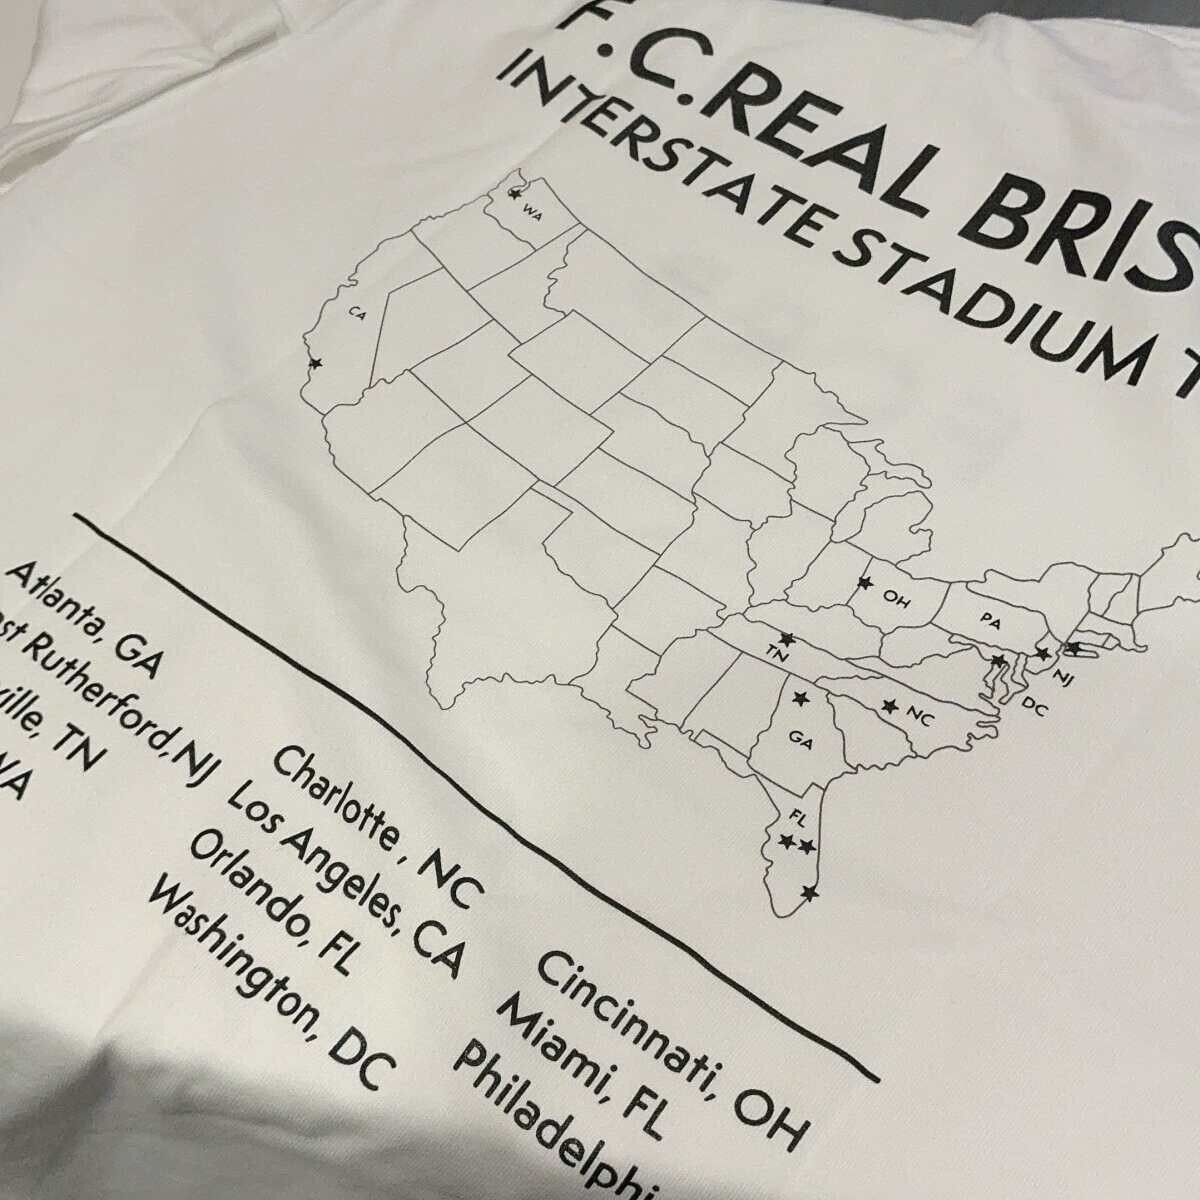 F.C.REAL BRIS
INTERSTATE STADIUM T
WA
CA
OH
PA
TN
NJ
DC
NC
GA
FL
Atlanta, GA
st Rutherford,NJ
ville, TN
WA
Charlotte, NC
Los Angeles, CA
Orlando, FL
Washington, DC
Cincinnati, OH
Miami, FL
Philadelphi